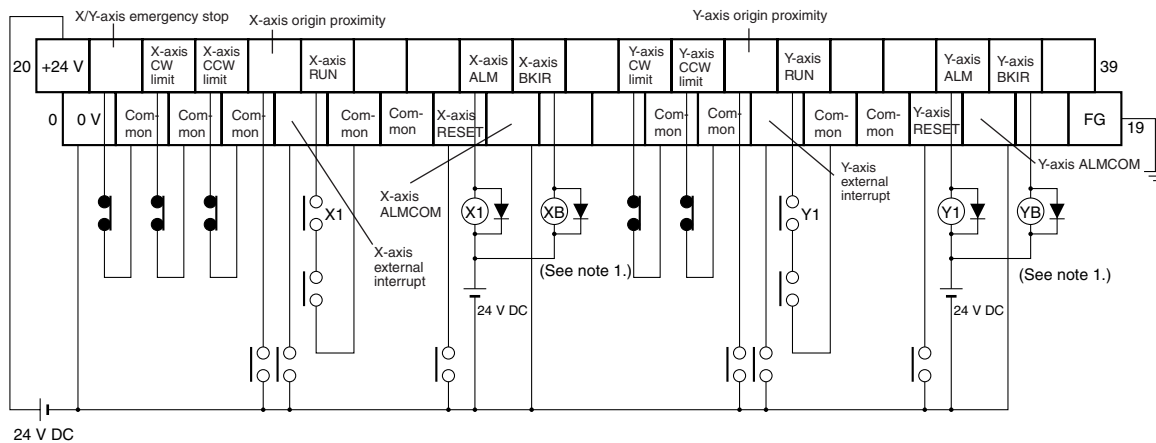 X/Y-axis emergency stop
X-axis origin proximity
Y-axis origin proximity
20
+24 V
X-axis
CW
limit
X-axis
CCW
limit
X-axis
RUN
X-axis
ALM
X-axis
BKIR
Y-axis
CW
limit
Y-axis
CCW
limit
Y-axis
RUN
Y-axis
ALM
Y-axis
BKIR
39
0
0 V
Com-
mon
Com-
mon
Com-
mon
Com-
mon
Com-
mon
X-axis
RESET
Com-
mon
Com-
mon
Com-
mon
Com-
mon
Y-axis
RESET
FG
19
Y-axis ALMCOM
Y-axis
external
interrupt
X-axis
ALMCOM
X1
X1
XB
Y1
Y1
YB
X-axis
external
interrupt
(See note 1.)
(See note 1.)
24 V DC
24 V DC
24 V DC